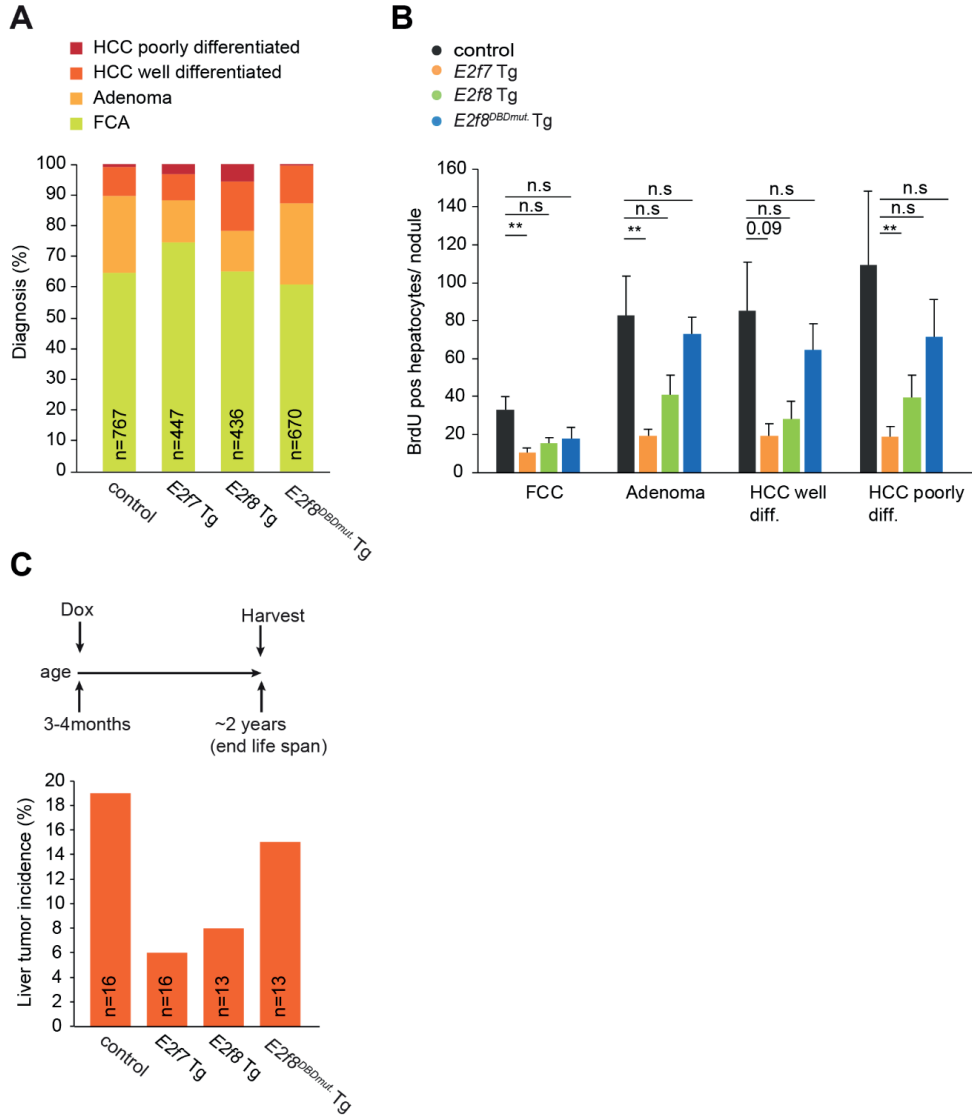 A
HCC poorly differentiated
HCC well differentiated
Adenoma
FCA
100
90
80
70
60
50
40
30
20
10
0
Diagnosis (%)
n=767
n=447
n=436
n=670
control
E2f7 Tg
E2f8 Tg
E2f8DBDmut. Tg
B
control
E2f7 Tg
E2f8 Tg
E2f8DBDmut. Tg
160
140
120
100
80
60
40
20
0
BrdU pos hepatocytes/ nodule
n.s
n.s
**
n.s
n.s
**
n.s
n.s
0.09
n.s
n.s
**
FCC
Adenoma
HCC well
diff.
HCC poorly
diff.
C
Dox
Harvest
age
3-4months
~2 years
(end life span)
20
18
16
14
12
10
8
6
4
2
0
Liver tumor incidence (%)
n=16
n=16
n=13
n=13
control
E2f7 Tg
E2f8 Tg
E2f8DBDmut. Tg